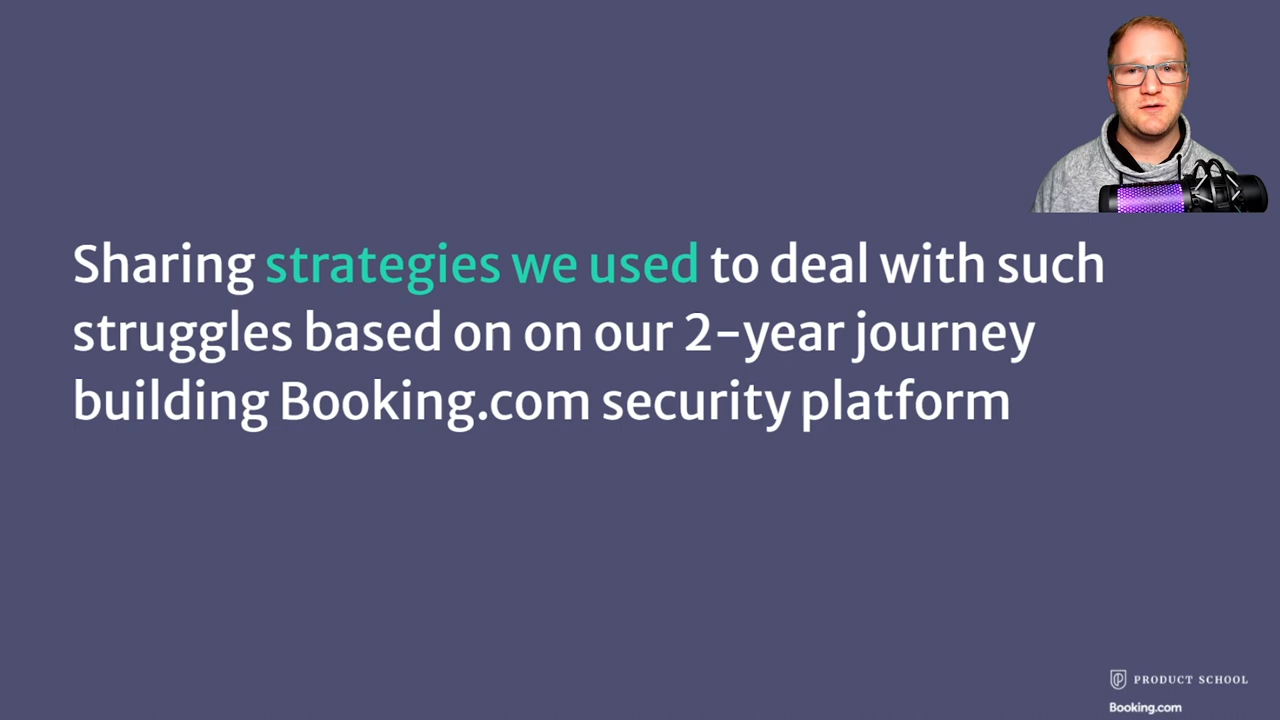 Sharing strategies we used to deal with such
struggles based on on our 2-year journey
building Booking.com security platform
PRODUCT SCHOOL
Booking.com